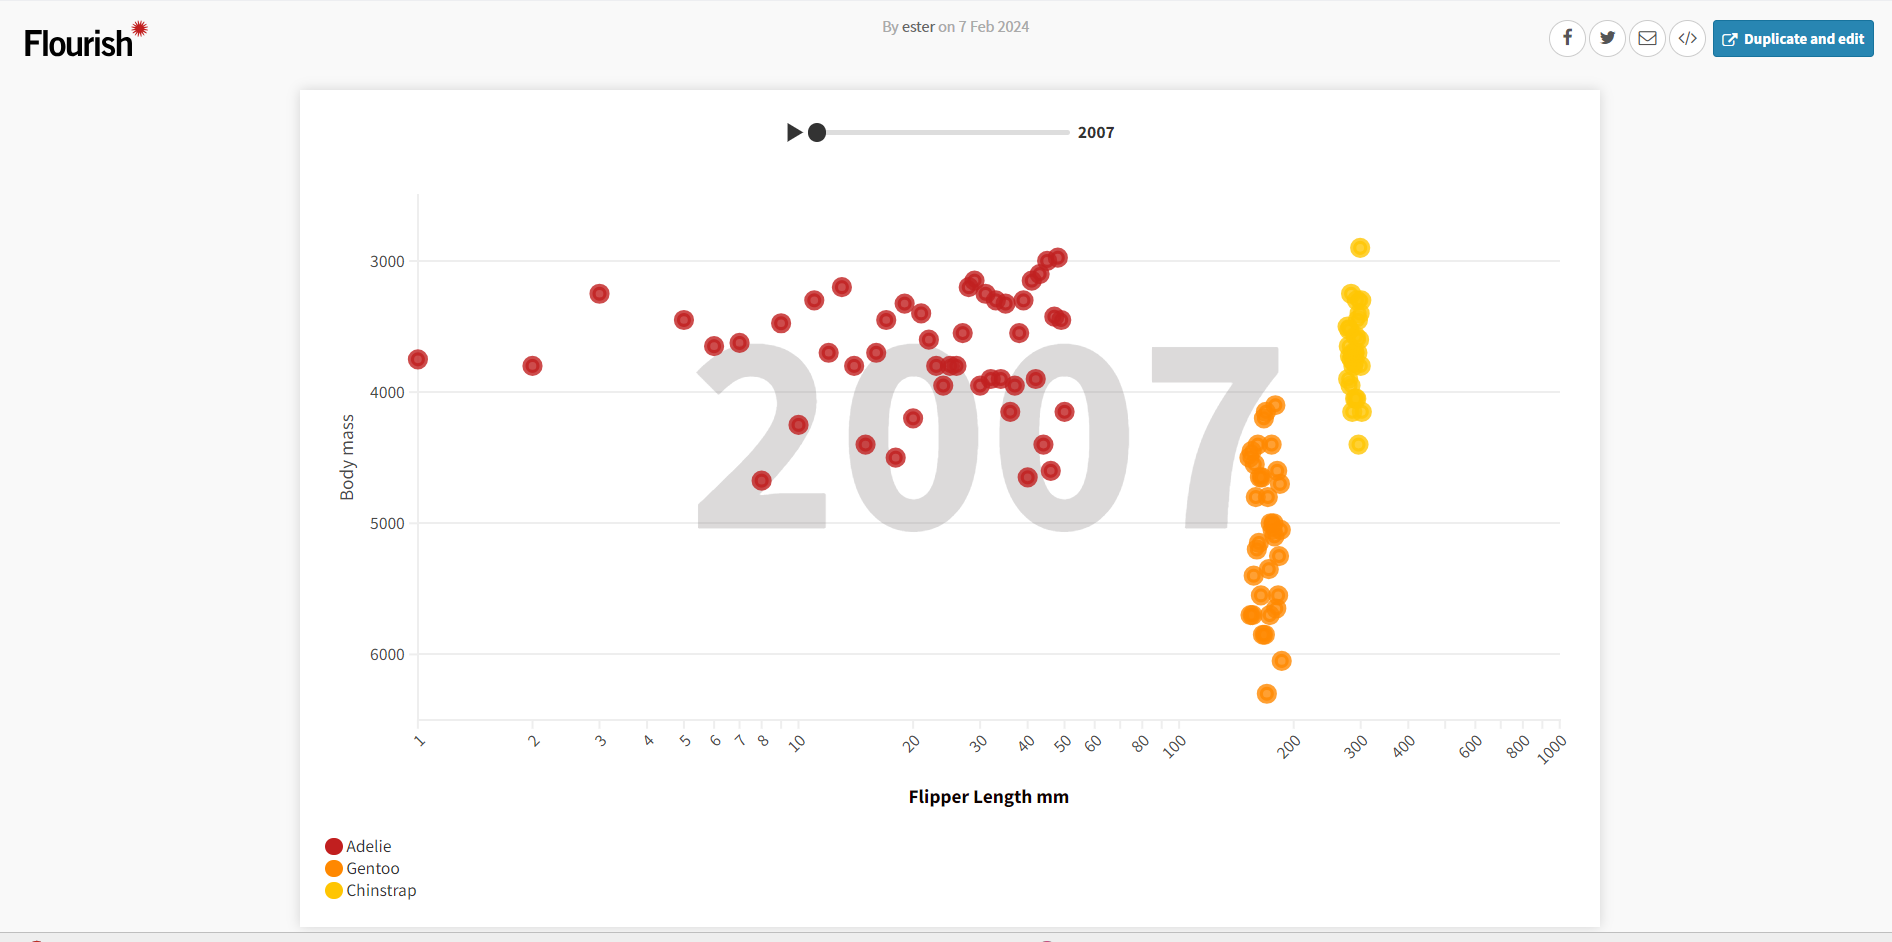 Flourish
By ester on 7 Feb 2024
</>
Duplicate and edit
2007
2007
Body mass
3000
4000
5000
6000
1 2 3 4 5 6 7 8 10 20 30 40 50 60 80 100 200 300 400 600 800 1000
Flipper Length mm
Adelie
Gentoo
Chinstrap